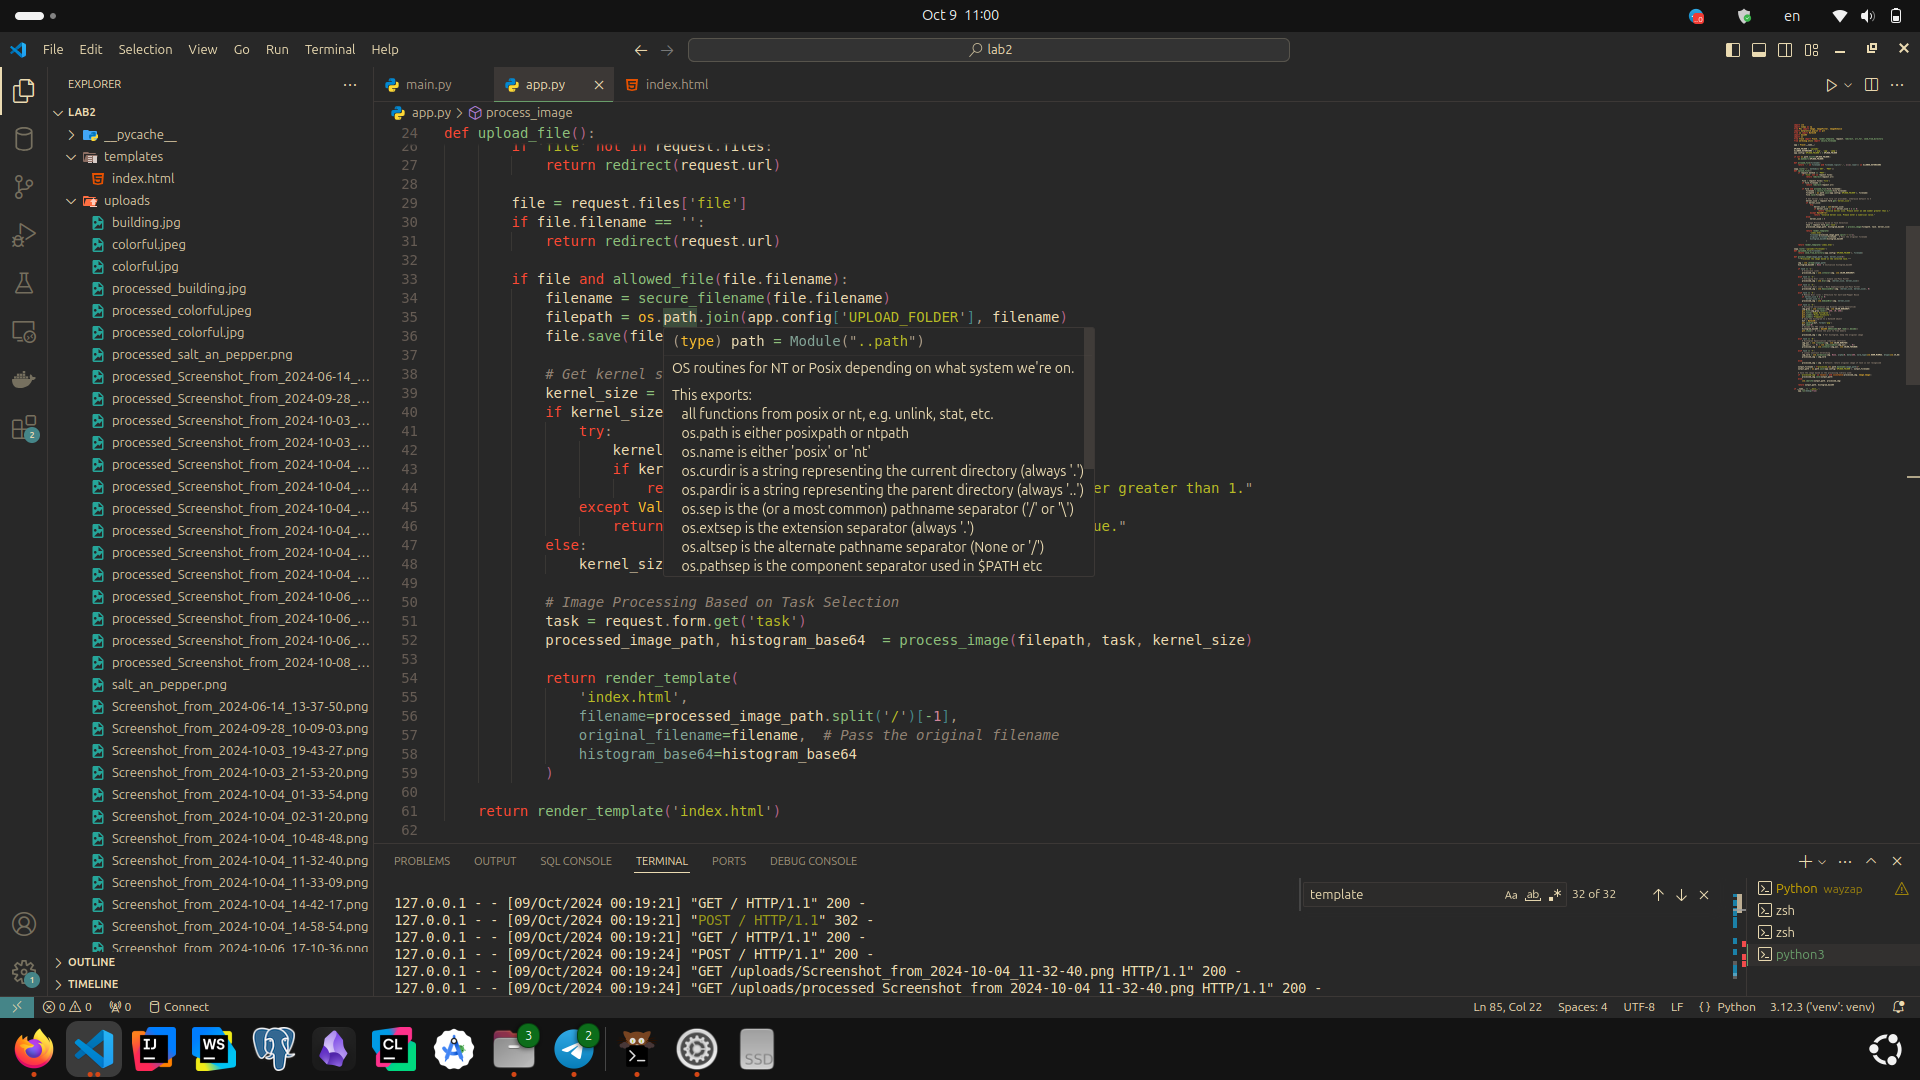 Oct 9 11:00
en
File Edit Selection View Go Run Terminal Help
lab2
EXPLORER
LAB2
__pycache__
templates
index.html
uploads
building.jpg
colorful.jpeg
colorful.jpg
processed_building.jpg
processed_colorful.jpeg
processed_colorful.jpg
processed_salt_an_pepper.png
processed_Screenshot_from_2024-06-14_...
processed_Screenshot_from_2024-09-28_...
processed_Screenshot_from_2024-10-03_...
processed_Screenshot_from_2024-10-03_...
processed_Screenshot_from_2024-10-04_...
processed_Screenshot_from_2024-10-04_...
processed_Screenshot_from_2024-10-04_...
processed_Screenshot_from_2024-10-04_...
processed_Screenshot_from_2024-10-04_...
processed_Screenshot_from_2024-10-04_...
processed_Screenshot_from_2024-10-06_...
processed_Screenshot_from_2024-10-06_...
processed_Screenshot_from_2024-10-06_...
processed_Screenshot_from_2024-10-08_...
salt_an_pepper.png
Screenshot_from_2024-06-14_13-37-50.png
Screenshot_from_2024-09-28_10-09-03.png
Screenshot_from_2024-10-03_19-43-27.png
Screenshot_from_2024-10-03_21-53-20.png
Screenshot_from_2024-10-04_01-33-54.png
Screenshot_from_2024-10-04_02-31-20.png
Screenshot_from_2024-10-04_10-48-48.png
Screenshot_from_2024-10-04_11-32-40.png
Screenshot_from_2024-10-04_11-33-09.png
Screenshot_from_2024-10-04_14-42-17.png
Screenshot_from_2024-10-04_14-58-54.png
Screenshot_from_2024-10-06_17-10-36.png
OUTLINE
TIMELINE
main.py app.py index.html
app.py > process_image
24 def upload_file():
26 if 'file' not in request.files:
27 return redirect(request.url)
28
29 file = request.files['file']
30 if file.filename == '':
31 return redirect(request.url)
32
33 if file and allowed_file(file.filename):
34 filename = secure_filename(file.filename)
35 filepath = os.path.join(app.config['UPLOAD_FOLDER'], filename)
36 file.save(file
37
38 # Get kernel s
39 kernel_size =
40 if kernel_size
41 try:
42 kernel
43 if ker
44 re er greater than 1."
45 except Val
46 return ue."
47 else:
48 kernel_siz
49
(type) path = Module("..path")
OS routines for NT or Posix depending on what system we're on.
This exports:
all functions from posix or nt, e.g. unlink, stat, etc.
os.path is either posixpath or ntpath
os.name is either 'posix' or 'nt'
os.curdir is a string representing the current directory (always '.')
os.pardir is a string representing the parent directory (always '..')
os.sep is the (or a most common) pathname separator ('/' or '\')
os.extsep is the extension separator (always '.')
os.altsep is the alternate pathname separator (None or '/')
os.pathsep is the component separator used in $PATH etc
50 # Image Processing Based on Task Selection
51 task = request.form.get('task')
52 processed_image_path, histogram_base64  = process_image(filepath, task, kernel_size)
53
54 return render_template(
55 'index.html',
56 filename=processed_image_path.split('/')[-1],
57 original_filename=filename,  # Pass the original filename
58 histogram_base64=histogram_base64
59 )
60
61 return render_template('index.html')
62
PROBLEMS OUTPUT SQL CONSOLE TERMINAL PORTS DEBUG CONSOLE
template Aa ab .* 32 of 32
127.0.0.1 - - [09/Oct/2024 00:19:21] "GET / HTTP/1.1" 200 -
127.0.0.1 - - [09/Oct/2024 00:19:21] "POST / HTTP/1.1" 302 -
127.0.0.1 - - [09/Oct/2024 00:19:21] "GET / HTTP/1.1" 200 -
127.0.0.1 - - [09/Oct/2024 00:19:24] "POST / HTTP/1.1" 200 -
127.0.0.1 - - [09/Oct/2024 00:19:24] "GET /uploads/Screenshot_from_2024-10-04_11-32-40.png HTTP/1.1" 200 -
127.0.0.1 - - [09/Oct/2024 00:19:24] "GET /uploads/processed_Screenshot_from_2024-10-04_11-32-40.png HTTP/1.1" 200 -
Python wayzap
zsh
zsh
python3
0 0 0 Connect
Ln 85, Col 22 Spaces: 4 UTF-8 LF {} Python 3.12.3 ('venv': venv)
2
1
IJ WS CL 3 2 SSD